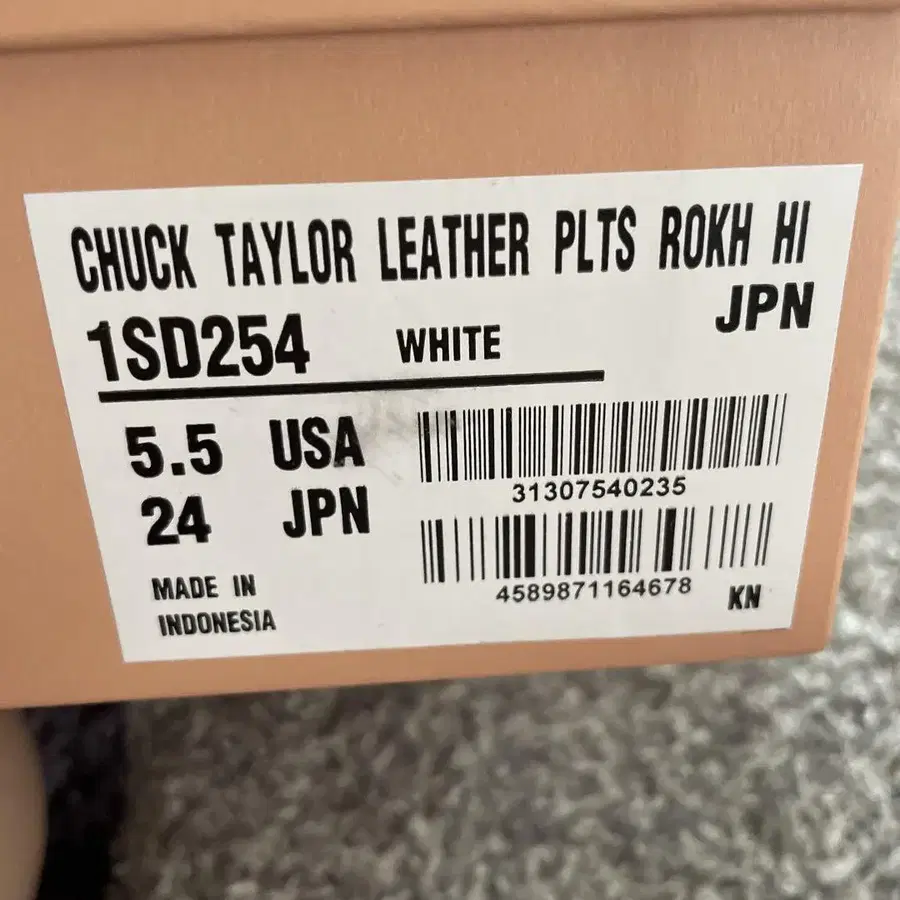 CHUCK TAYLOR LEATHER PLTS ROKH HI
JPN
1SD254 WHITE
5.5 USA
24 JPN
31307540235
4589871164678
KN
MADE IN
INDONESIA